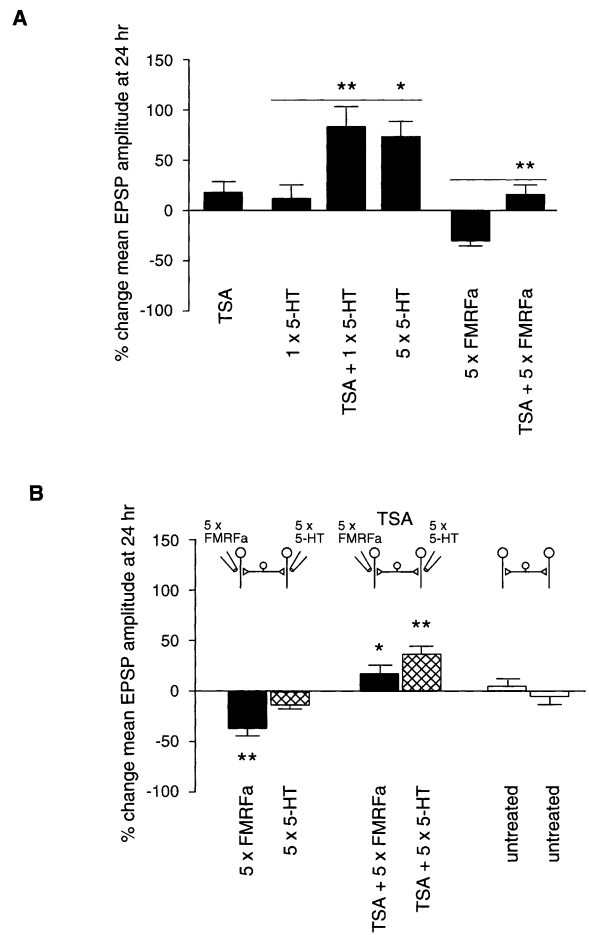 A
% change mean EPSP amplitude at 24 hr
150
100
50
0
-50
-100
** *
**
TSA
1 x 5-HT
TSA + 1 x 5-HT
5 x 5-HT
5 x FMRFa
TSA + 5 x FMRFa
B
% change mean EPSP amplitude at 24 hr
150
100
50
0
-50
-100
5 x
FMRFa
5 x
5-HT
TSA
5 x
FMRFa
5 x
5-HT
**
*
**
5 x FMRFa
5 x 5-HT
TSA + 5 x FMRFa
TSA + 5 x 5-HT
untreated
untreated